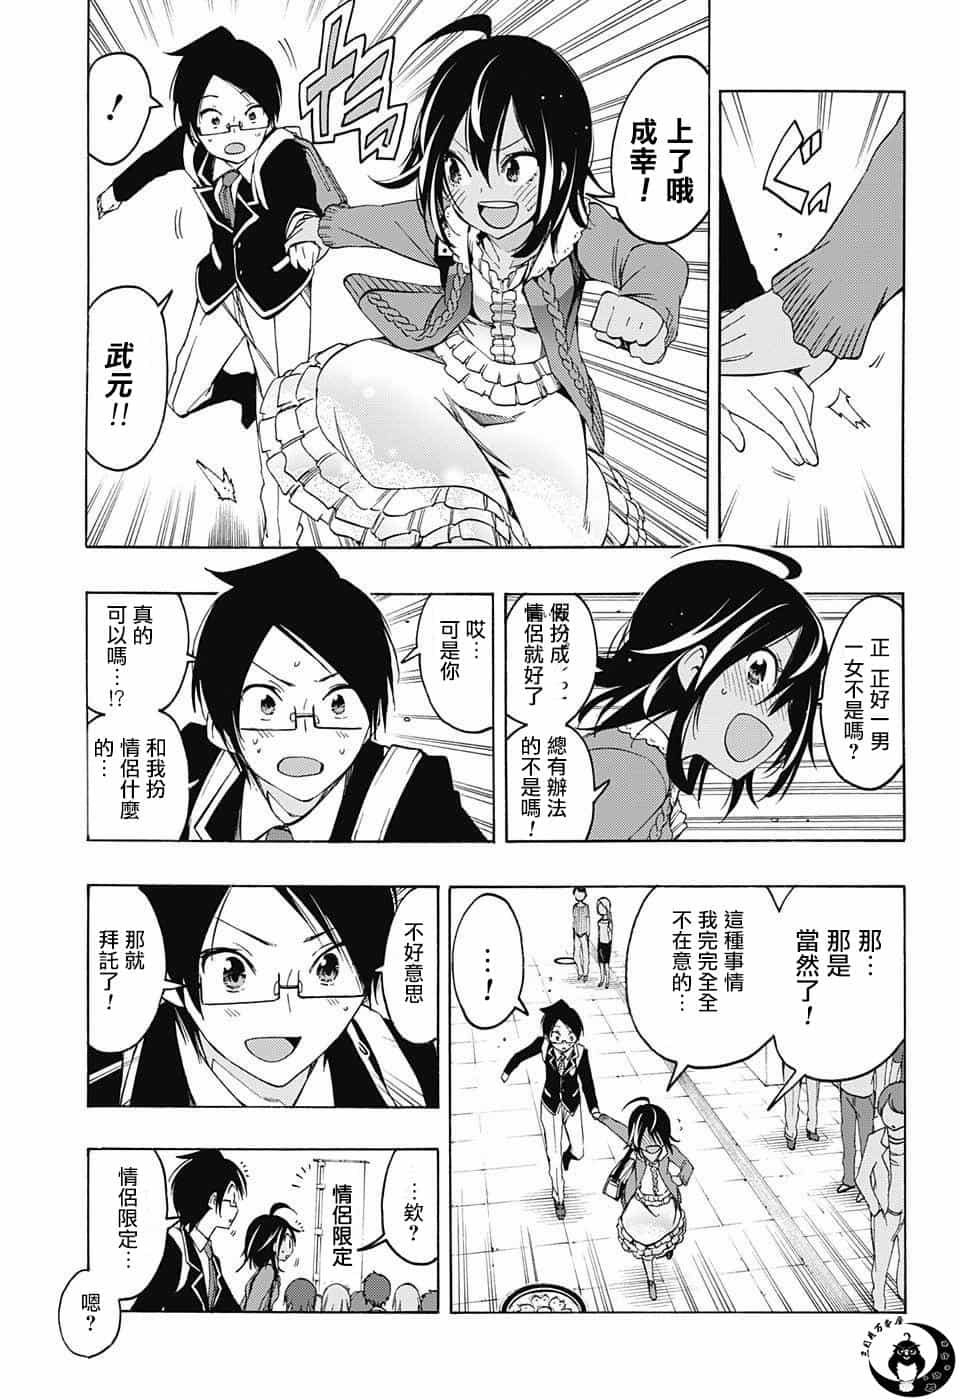 上了哦
成幸！
！
武元!!
正 正好一男
一女不是嗎？
假扮成，，
情侶就好了
總有辦法
的不是嗎！
哎…
可是你
真的
可以嗎…!?
和我扮
情侶什麼
的…
那…
那是
當然了！
這種事情
我完完全全
不在意的…
…！
不好意思
那就
拜託了！
…欸？
情侶限定
情侶限定…
嗯？